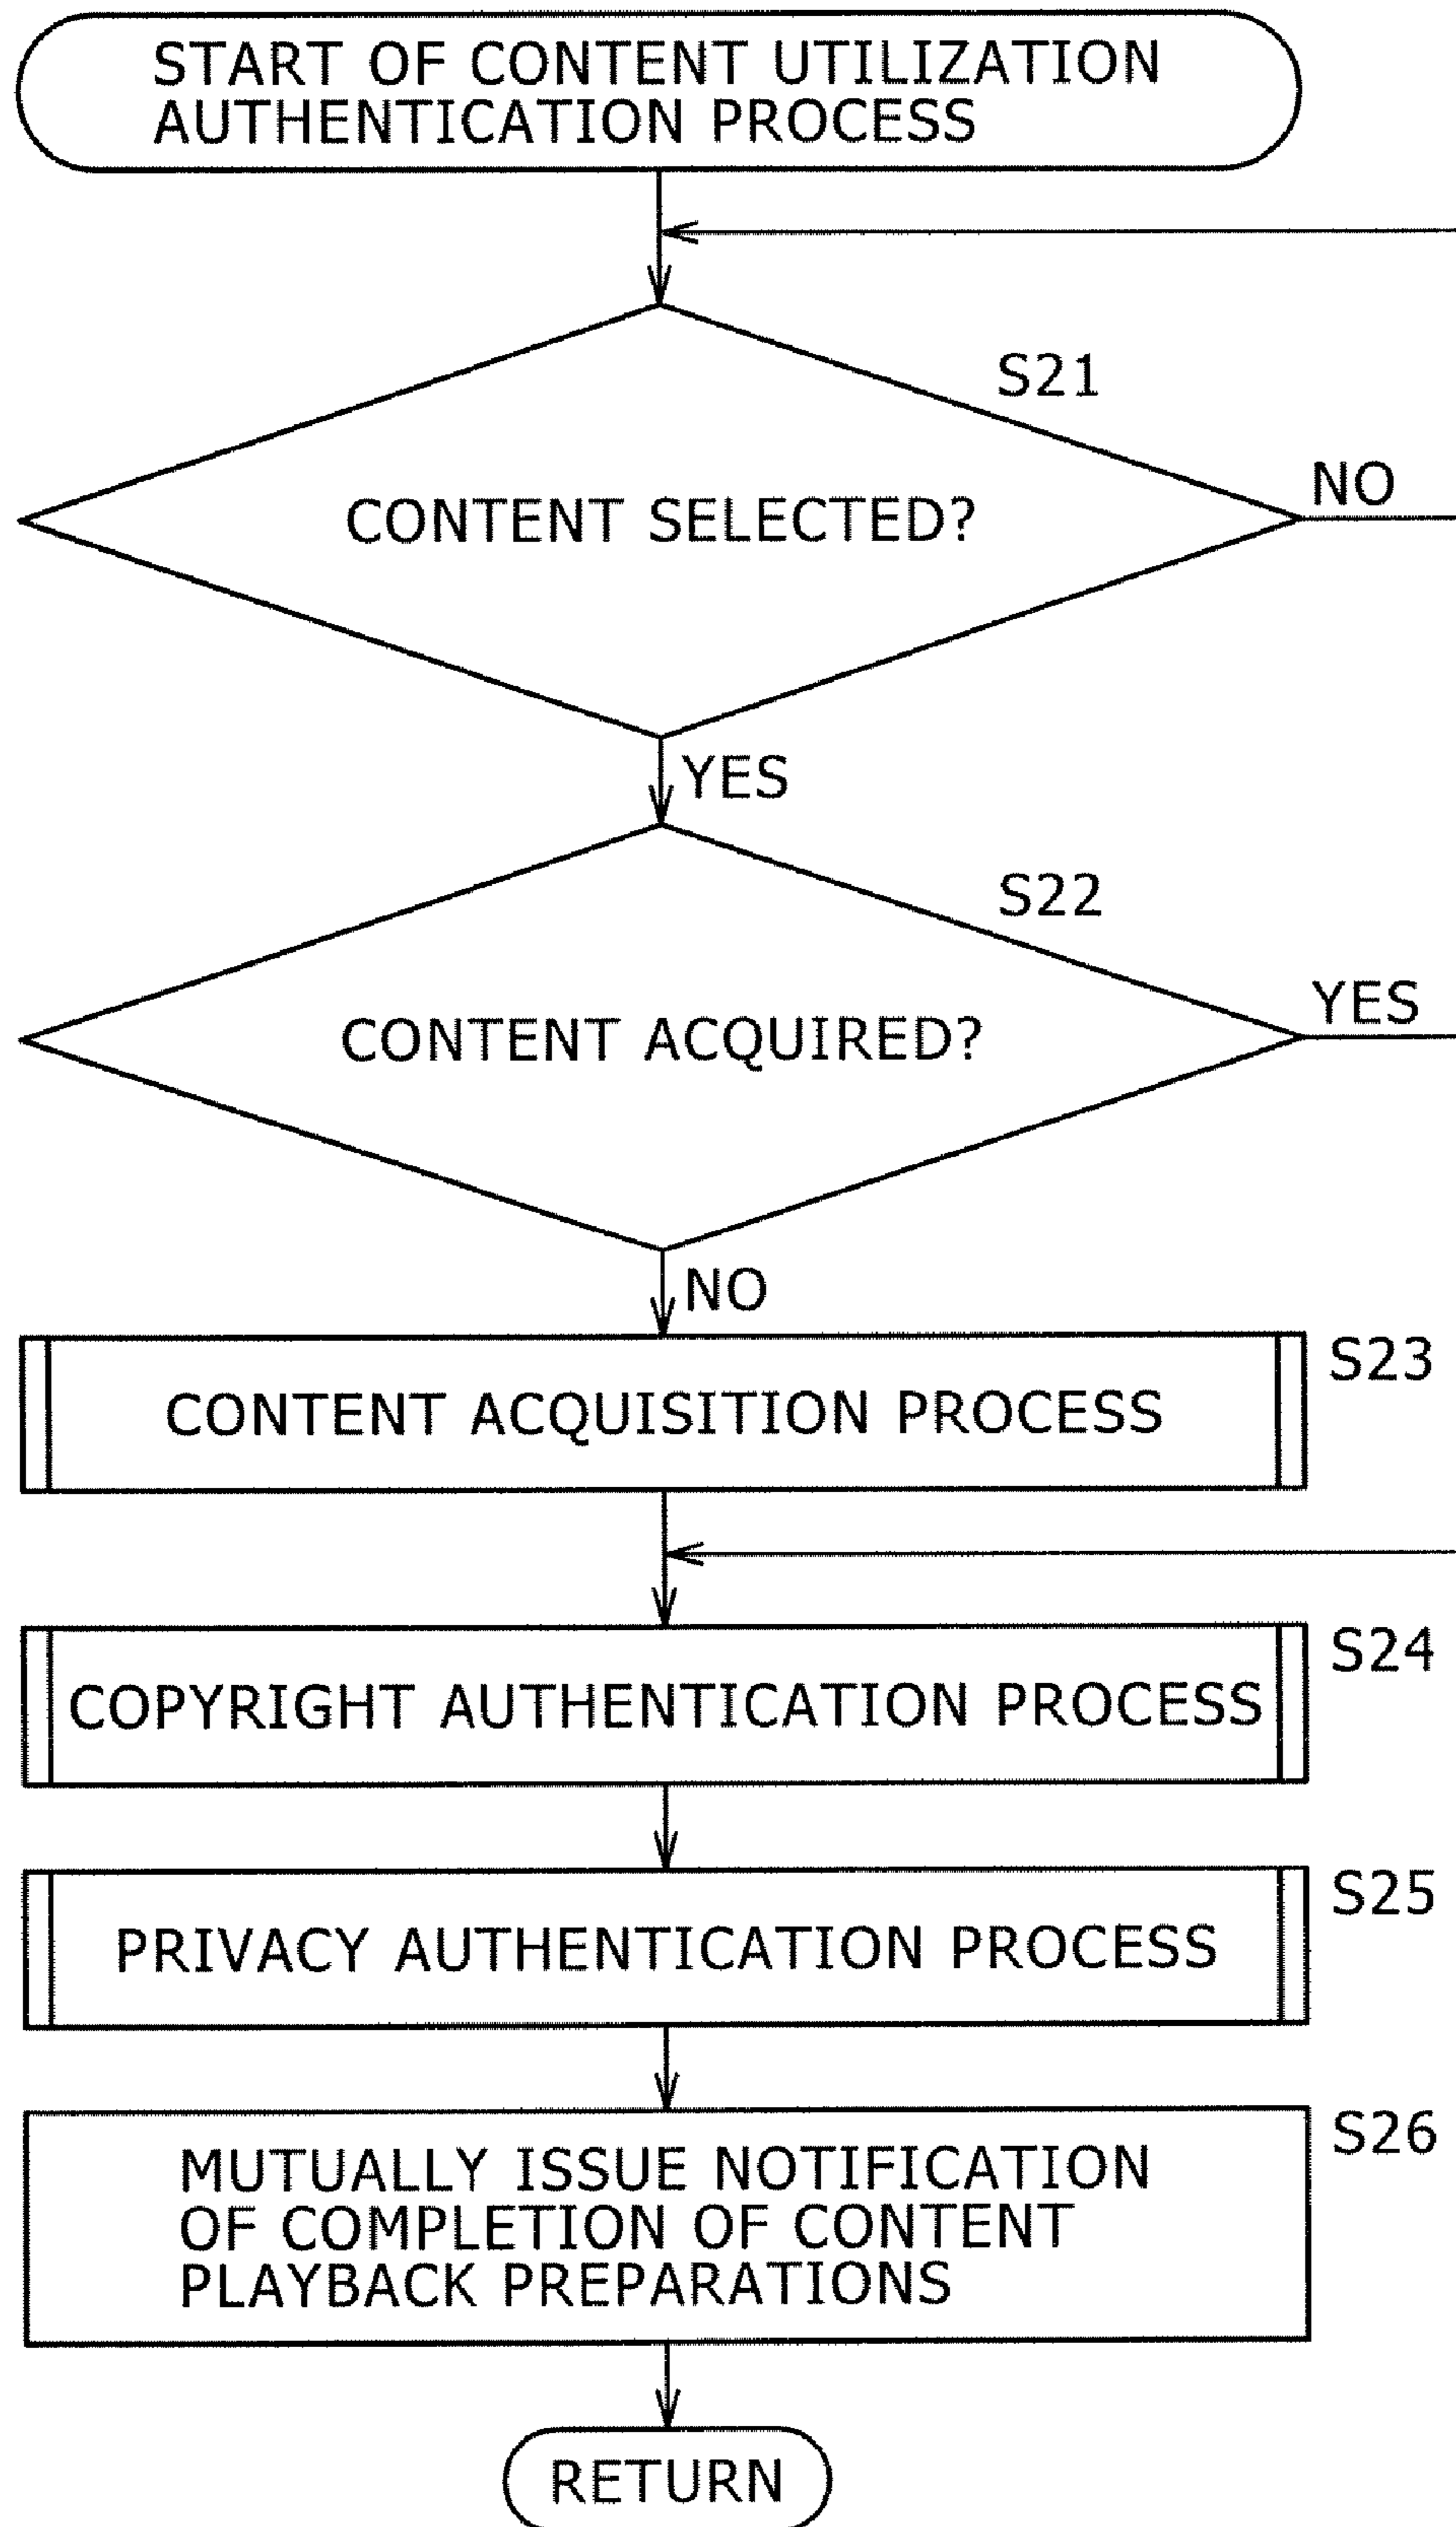 START OF CONTENT UTILIZATION
AUTHENTICATION PROCESS
S21
CONTENT SELECTED?
NO
YES
S22
CONTENT ACQUIRED?
YES
NO
S23
CONTENT ACQUISITION PROCESS
S24
COPYRIGHT AUTHENTICATION PROCESS
S25
PRIVACY AUTHENTICATION PROCESS
S26
MUTUALLY ISSUE NOTIFICATION
OF COMPLETION OF CONTENT
PLAYBACK PREPARATIONS
RETURN